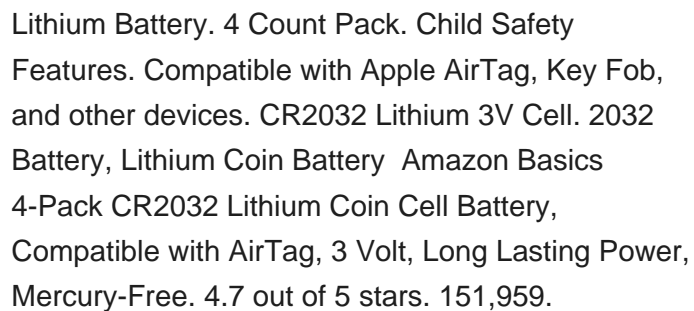 Lithium Battery. 4 Count Pack. Child Safety
Features. Compatible with Apple AirTag, Key Fob,
and other devices. CR2032 Lithium 3V Cell. 2032
Battery, Lithium Coin Battery  Amazon Basics
4-Pack CR2032 Lithium Coin Cell Battery,
Compatible with AirTag, 3 Volt, Long Lasting Power,
Mercury-Free. 4.7 out of 5 stars. 151,959.